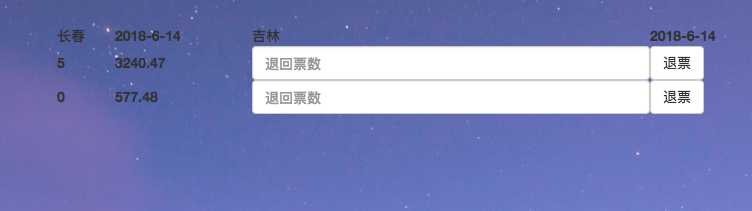 长春 2018-6-14 吉林 2018-6-14
5 3240.47 退回票数 退票
0 577.48 退回票数 退票